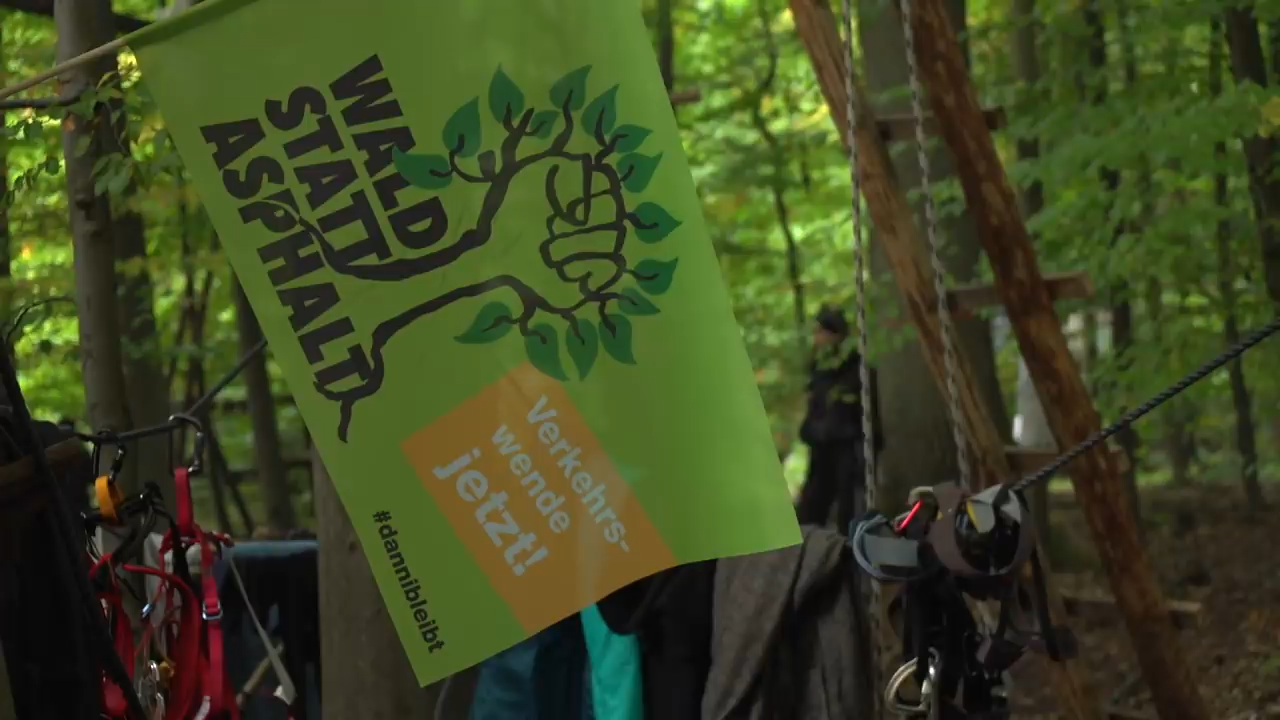 WALD
STATT
ASPHALT
Verkehrs-
wende
jetzt!
#dannibleibt